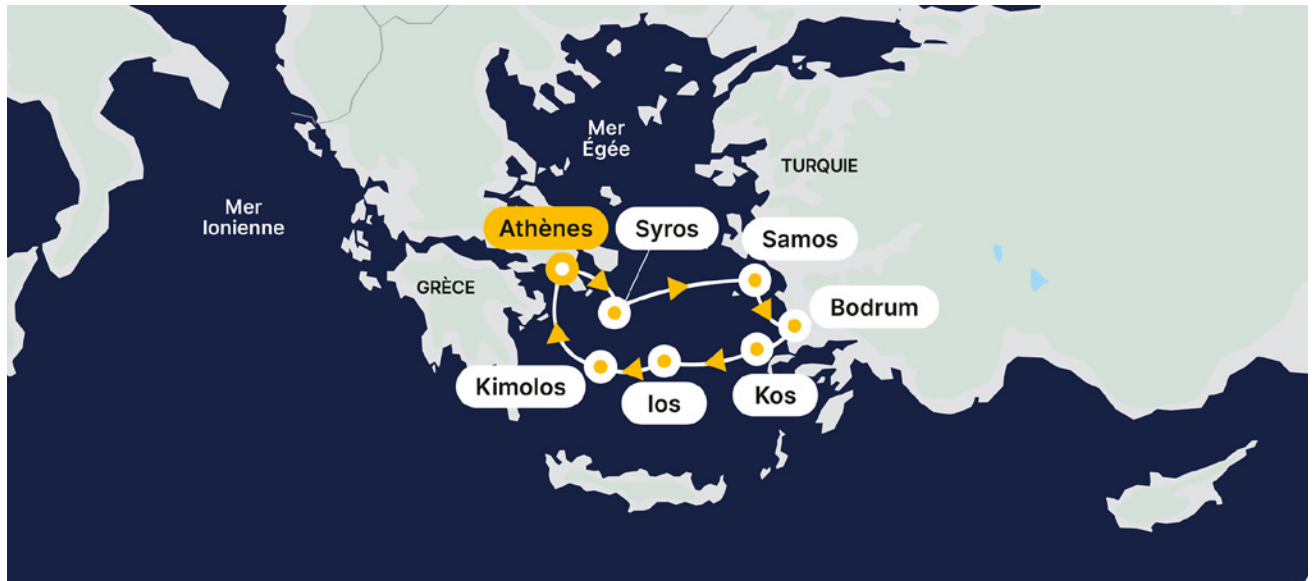 Mer
Égée
TURQUIE
Mer
Ionienne
Athènes
Syros
Samos
GRÈCE
Bodrum
Kimolos
Ios
Kos